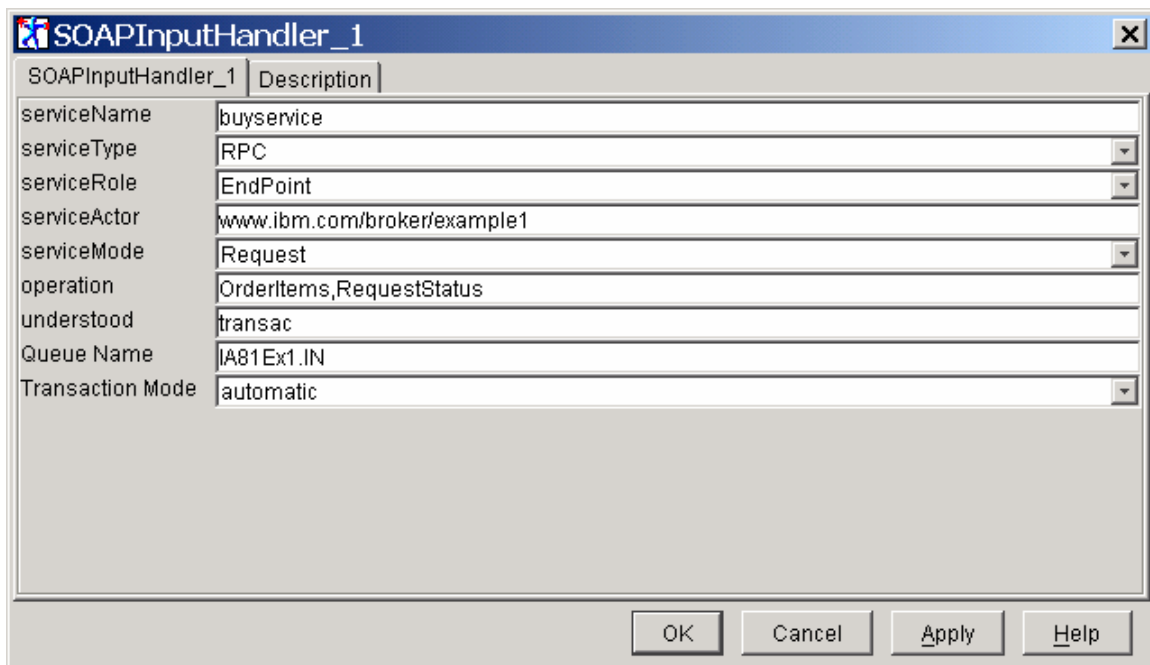 SOAPInputHandler_1
SOAPInputHandler_1 Description
serviceName buyservice
serviceType RPC
serviceRole EndPoint
serviceActor www.ibm.com/broker/example1
serviceMode Request
operation OrderItems,RequestStatus
understood transac
Queue Name IA81Ex1.IN
Transaction Mode automatic
OK Cancel Apply Help